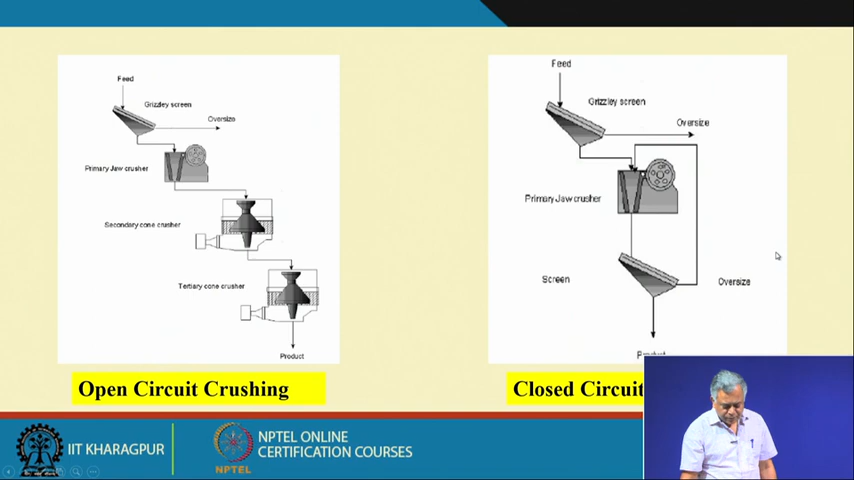 Feed
Grizzley screen
Oversize
Primary Jaw crusher
Secondary cone crusher
Tertiary cone crusher
Product
Open Circuit Crushing
Feed
Grizzley screen
Oversize
Primary Jaw crusher
Screen
Oversize
Product
Closed Circuit
IIT KHARAGPUR
NPTEL
NPTEL ONLINE
CERTIFICATION COURSES